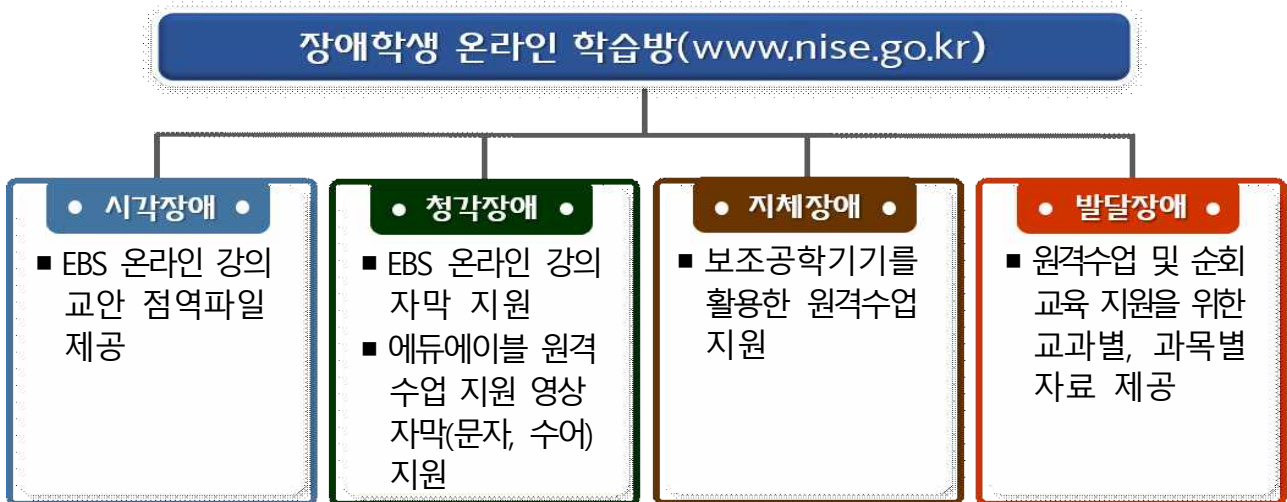 장애학생 온라인 학습방(www.nise.go.kr)
• 시각장애 •
■ EBS 온라인 강의
교안 점역파일
제공
• 청각장애 •
■ EBS 온라인 강의
자막 지원
■ 에듀에이블 원격
수업 지원 영상
자막(문자, 수어)
지원
• 지체장애 •
■ 보조공학기기를
활용한 원격수업
지원
• 발달장애 •
■ 원격수업 및 순회
교육 지원을 위한
교과별, 과목별
자료 제공